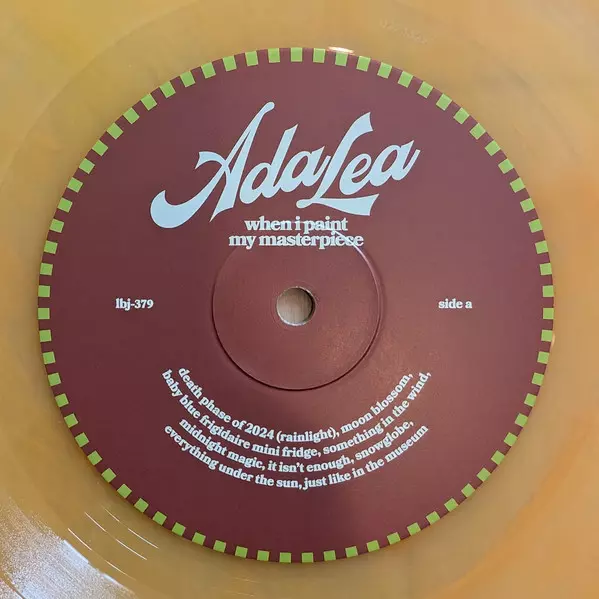 Ada Lea
when i paint
my masterpiece
lbj-379
side a
death phase of 2024 (rainlight), moon blossom,
baby blue frigidaire mini fridge, something in the wind,
midnight magic, it isn't enough, snowglobe,
everything under the sun, just like in the museum